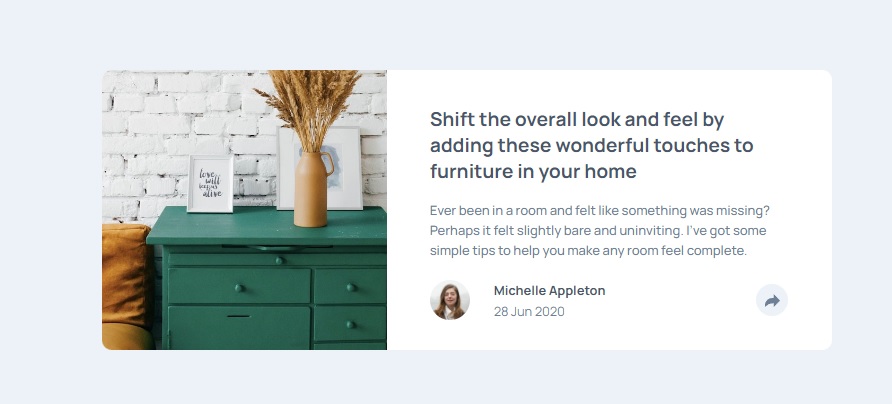 love
will
keep us
alive
Shift the overall look and feel by
adding these wonderful touches to
furniture in your home
Ever been in a room and felt like something was missing?
Perhaps it felt slightly bare and uninviting. I’ve got some
simple tips to help you make any room feel complete.
Michelle Appleton
28 Jun 2020